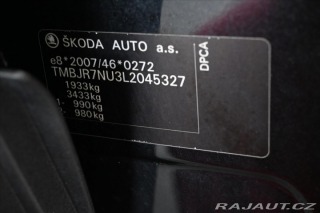 ŠKODA AUTO a.s.
e8*2007/46*0272
TMBJR7NU3L2045327
1933kg
3433kg
1. 990kg
2. 980kg
DPCA
RAJAUT.CZ